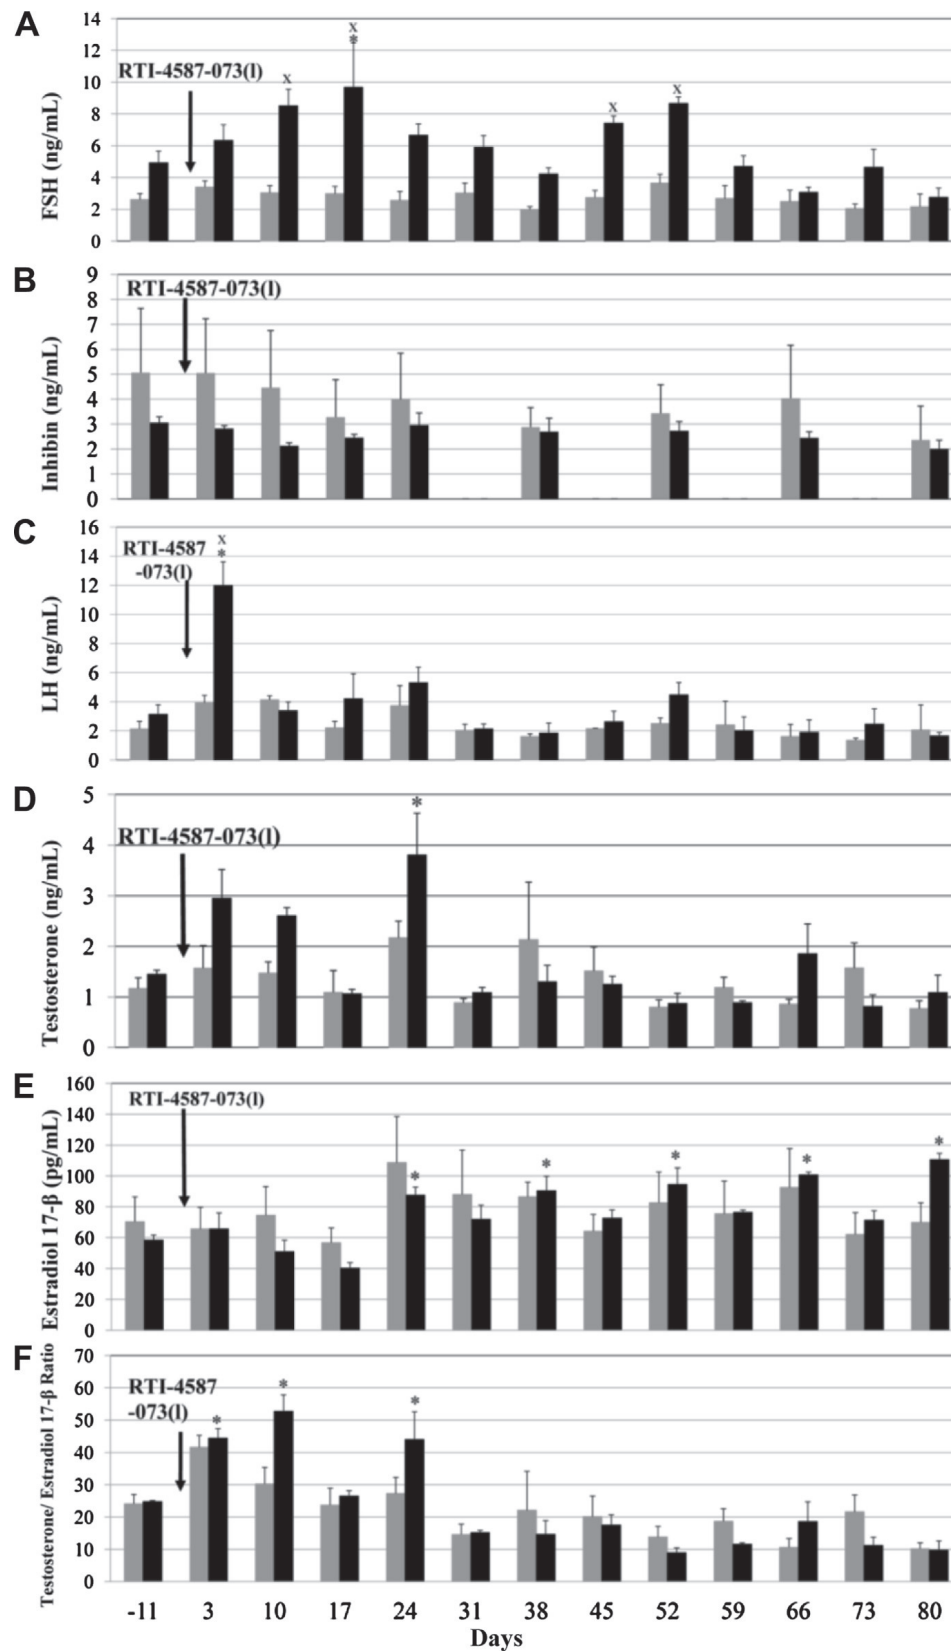 A
FSH (ng/mL)
14
12
10
8
6
4
2
0
RTI-4587-073(l)
x
x
*
x
x
B
Inhibin (ng/mL)
9
8
7
6
5
4
3
2
1
0
RTI-4587-073(l)
C
LH (ng/mL)
16
14
12
10
8
6
4
2
0
RTI-4587
-073(l)
x
*
D
Testosterone (ng/mL)
5
4
3
2
1
0
RTI-4587-073(l)
*
E
Estradiol 17-β (pg/mL)
160
140
120
100
80
60
40
20
0
RTI-4587-073(l)
* * * * *
F
Testosterone/ Estradiol 17-β Ratio
70
60
50
40
30
20
10
0
RTI-4587
-073(l)
* * *
-11 3 10 17 24 31 38 45 52 59 66 73 80
Days